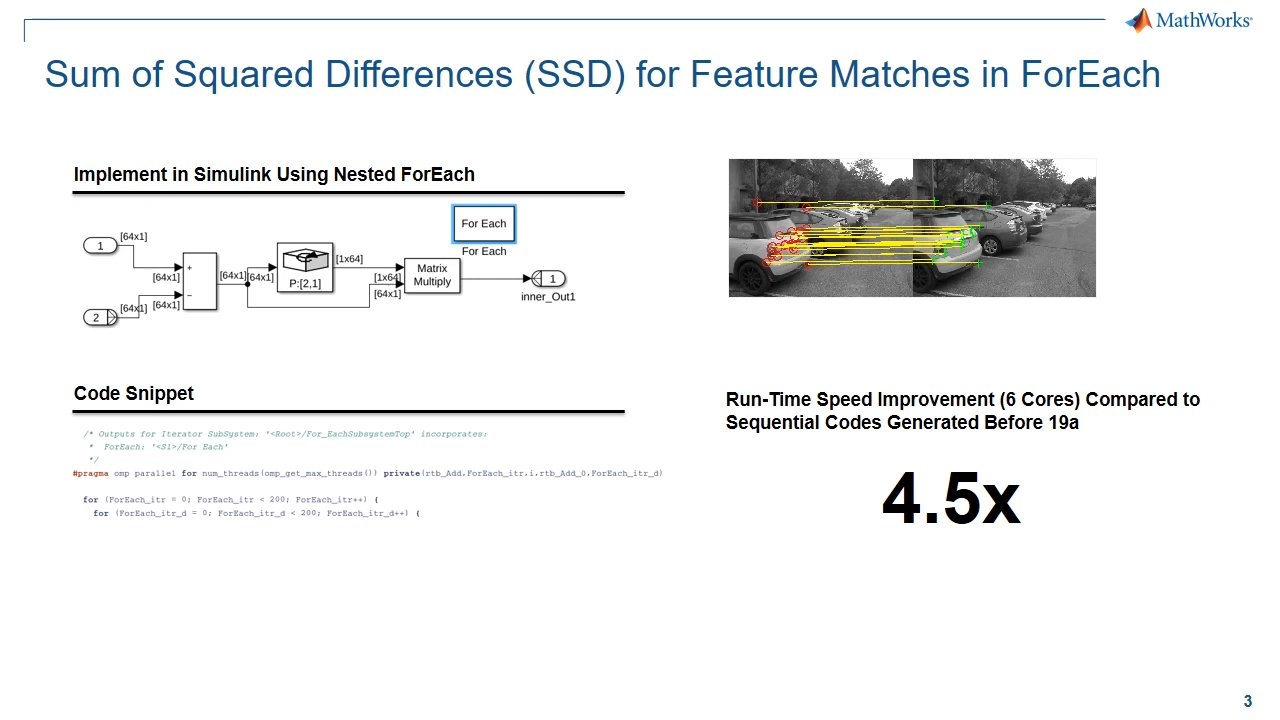 MathWorks®
Sum of Squared Differences (SSD) for Feature Matches in ForEach
Implement in Simulink Using Nested ForEach
For Each
For Each
1
[64x1]
+
[64x1]
−
[64x1]
2
[64x1]
[64x1]
[64x1]
P:[2,1]
[1x64]
[1x64]
[64x1]
Matrix
Multiply
1
inner_Out1
Code Snippet
/* Outputs for Iterator SubSystem: '<Root>/For_EachSubsystemTop' incorporates:
* ForEach: '<S1>/For Each'
*/
#pragma omp parallel for num_threads(omp_get_max_threads()) private(rtb_Add,ForEach_itr,i,rtb_Add_0,ForEach_itr_d)
for (ForEach_itr = 0; ForEach_itr < 200; ForEach_itr++) {
for (ForEach_itr_d = 0; ForEach_itr_d < 200; ForEach_itr_d++) {
Run-Time Speed Improvement (6 Cores) Compared to
Sequential Codes Generated Before 19a
4.5x
3